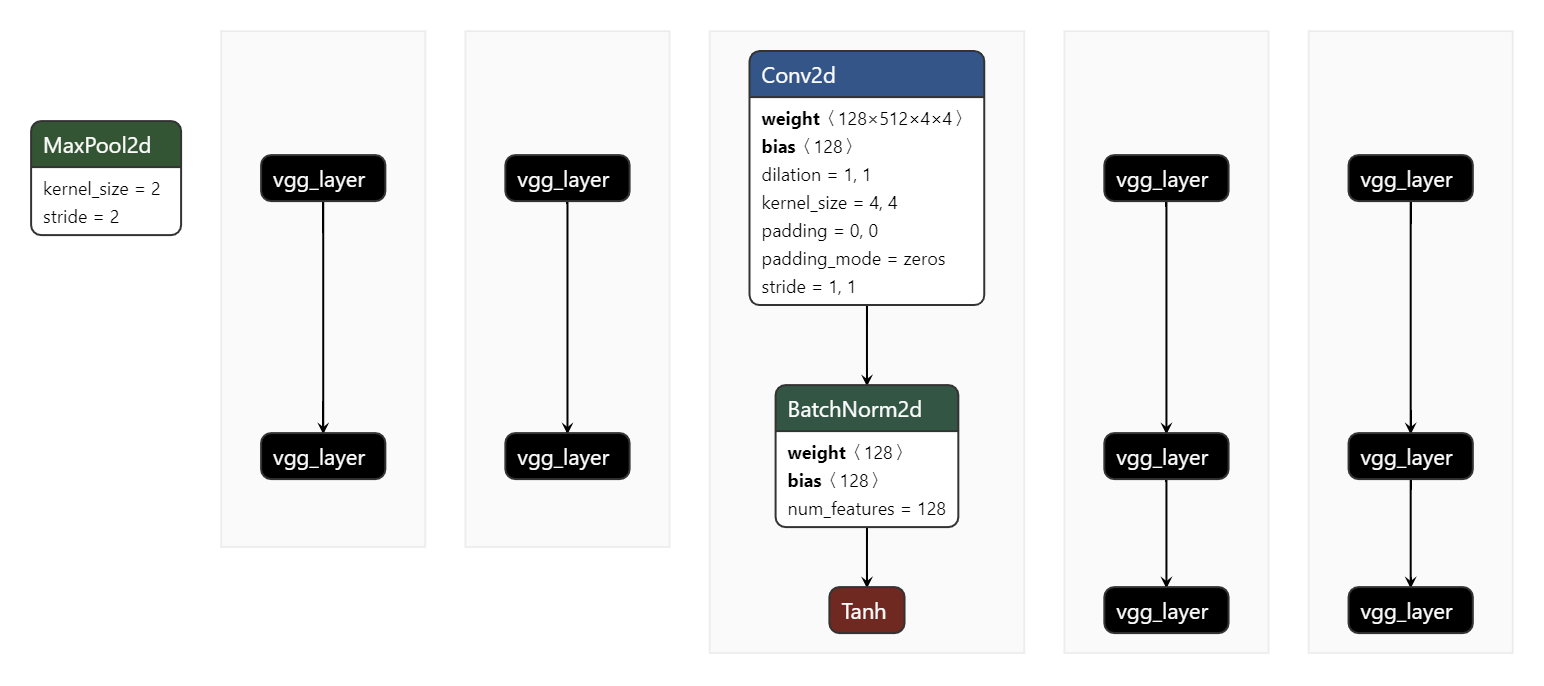 MaxPool2d
kernel_size = 2
stride = 2
vgg_layer
vgg_layer
vgg_layer
vgg_layer
Conv2d
weight〈128×512×4×4〉
bias〈128〉
dilation = 1, 1
kernel_size = 4, 4
padding = 0, 0
padding_mode = zeros
stride = 1, 1
BatchNorm2d
weight〈128〉
bias〈128〉
num_features = 128
Tanh
vgg_layer
vgg_layer
vgg_layer
vgg_layer
vgg_layer
vgg_layer